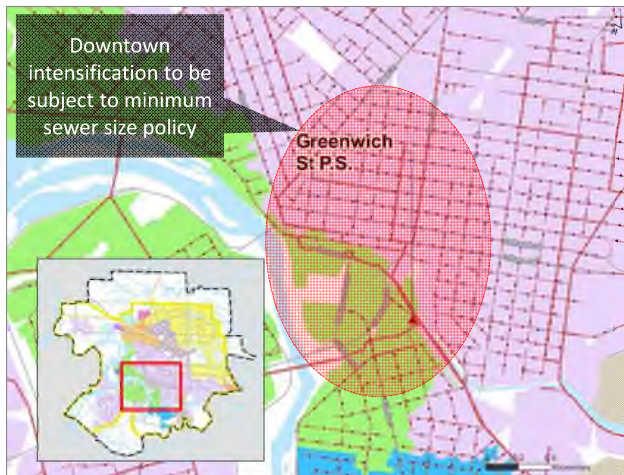 Downtown
intensification to be
subject to minimum
sewer size policy
Greenwich
St P.S.